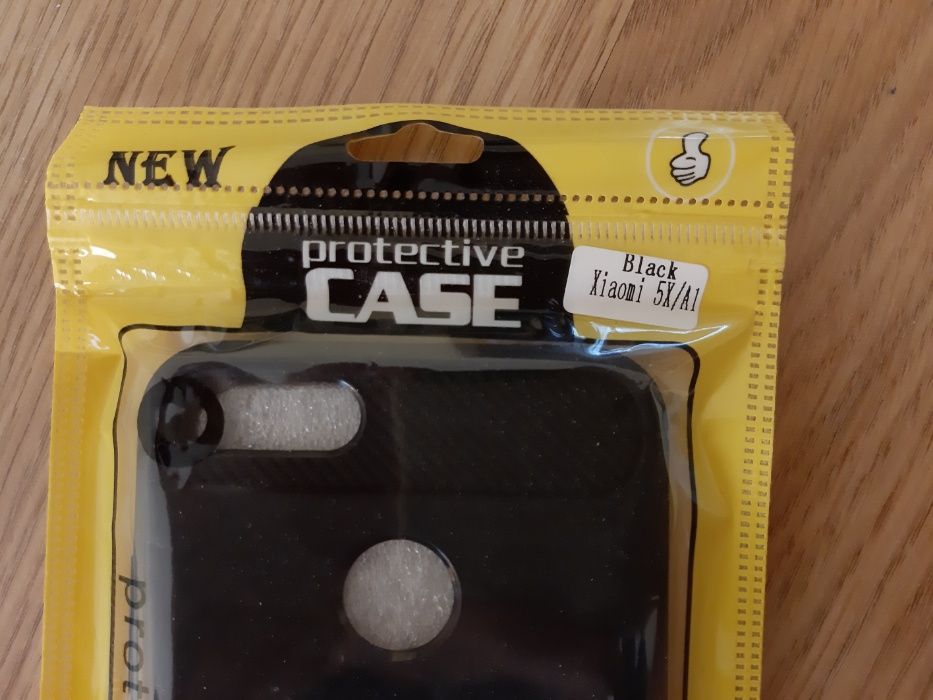 NEW
protective
CASE
Black
Xiaomi 5X/A1